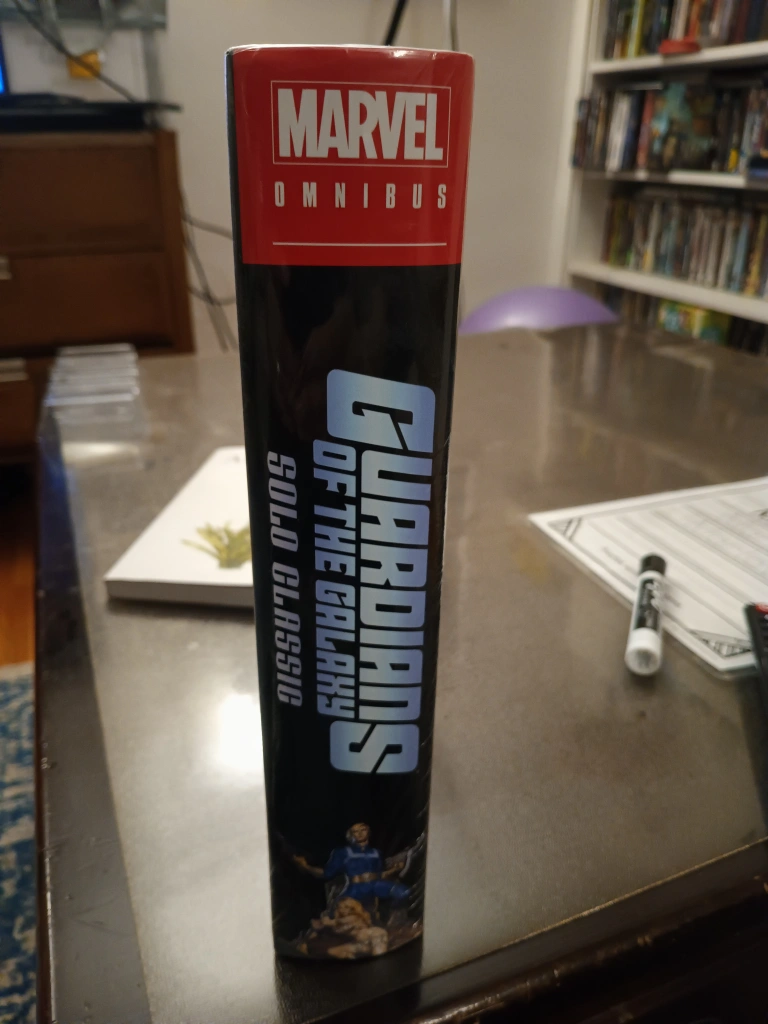 MARVEL
OMNIBUS
GUARDIANS
OF THE GALAXY
SOLO CLASSIC